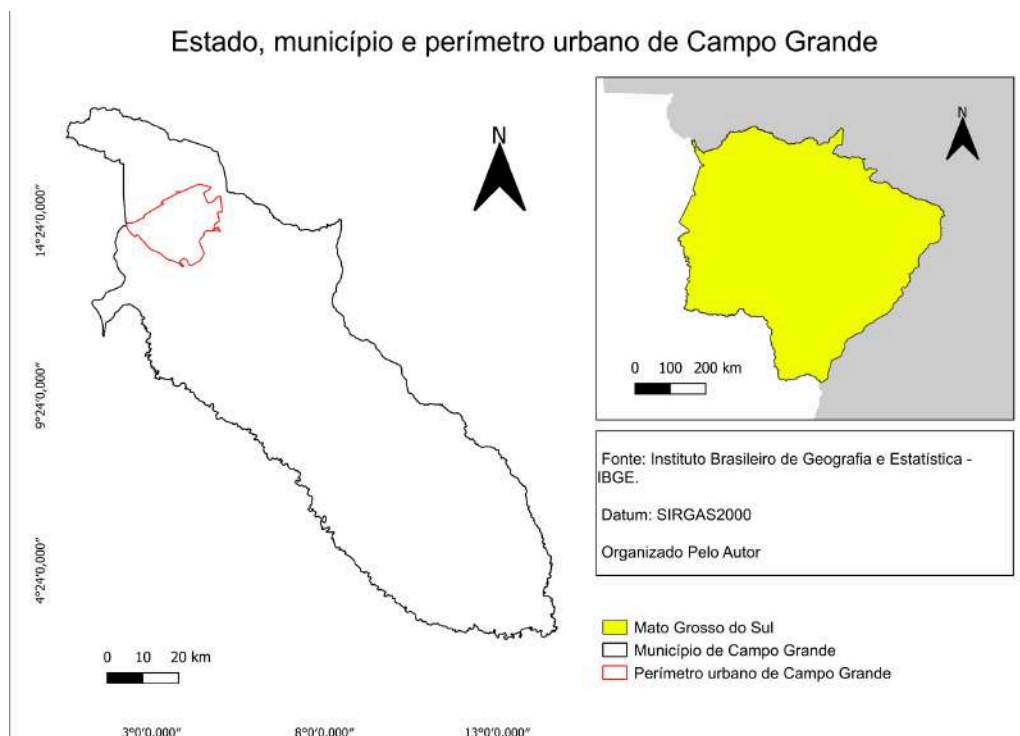 Estado, município e perímetro urbano de Campo Grande
N
14°24'0,000"
9°24'0,000"
4°24'0,000"
0 10 20 km
3°0'0,000" 8°0'0,000" 13°0'0,000"
N
0 100 200 km
Fonte: Instituto Brasileiro de Geografia e Estatística -
IBGE.
Datum: SIRGAS2000
Organizado Pelo Autor
Mato Grosso do Sul
Município de Campo Grande
Perímetro urbano de Campo Grande